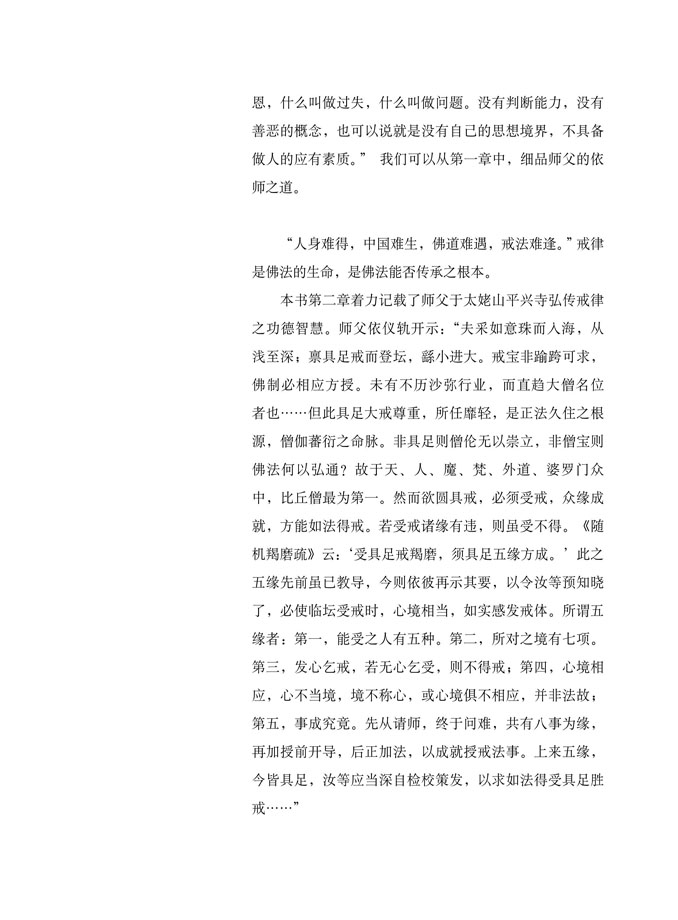 恩，什么叫做过失，什么叫做问题。没有判断能力，没有
善恶的概念，也可以说就是没有自己的思想境界，不具备
做人的应有素质。” 我们可以从第一章中，细品师父的依
师之道。
“人身难得，中国难生，佛道难遇，戒法难逢。”戒律
是佛法的生命，是佛法能否传承之根本。
本书第二章着力记载了师父于太姥山平兴寺弘传戒律
之功德智慧。师父依仪轨开示：“夫采如意珠而入海，从
浅至深；禀具足戒而登坛，繇小进大。戒宝非踰跨可求，
佛制必相应方授。未有不历沙弥行业，而直趋大僧名位
者也……但此具足大戒尊重，所任靡轻，是正法久住之根
源，僧伽蕃衍之命脉。非具足则僧伦无以崇立，非僧宝则
佛法何以弘通？故于天、人、魔、梵、外道、婆罗门众
中，比丘僧最为第一。然而欲圆具戒，必须受戒，众缘成
就，方能如法得戒。若受戒诸缘有违，则虽受不得。《随
机羯磨疏》云：‘受具足戒羯磨，须具足五缘方成。’此之
五缘先前虽已教导，今则依彼再示其要，以令汝等预知晓
了，必使临坛受戒时，心境相当，如实感发戒体。所谓五
缘者：第一，能受之人有五种。第二，所对之境有七项。
第三，发心乞戒，若无心乞受，则不得戒；第四，心境相
应，心不当境，境不称心，或心境俱不相应，并非法故；
第五，事成究竟。先从请师，终于问难，共有八事为缘，
再加授前开导，后正加法，以成就授戒法事。上来五缘，
今皆具足，汝等应当深自检校策发，以求如法得受具足胜
戒……”